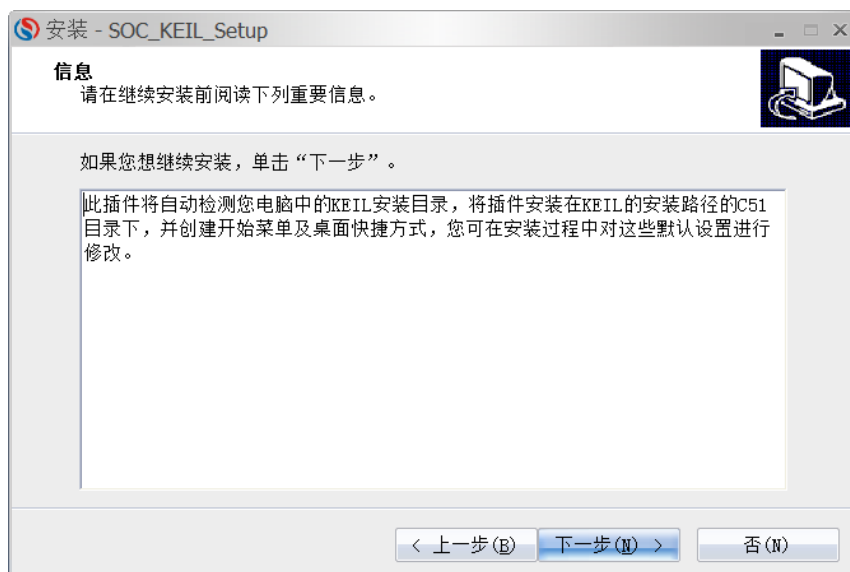 安装 - SOC_KEIL_Setup
信息
请在继续安装前阅读下列重要信息。
如果您想继续安装，单击“下一步”。
此插件将自动检测您电脑中的KEIL安装目录，将插件安装在KEIL的安装路径的C51
目录下，并创建开始菜单及桌面快捷方式，您可在安装过程中对这些默认设置进行
修改。
< 上一步(B) 下一步(N) > 否(N)